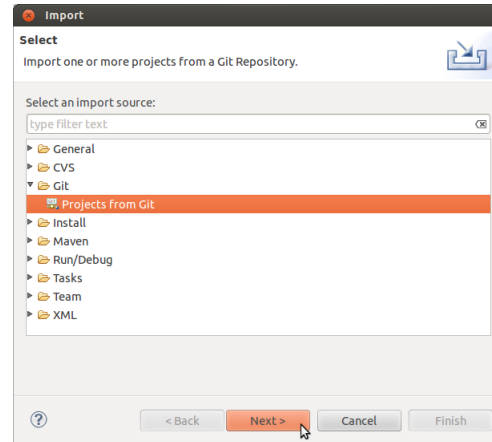 Import
Select
Import one or more projects from a Git Repository.
Select an import source:
type filter text
General
CVS
Git
Projects from Git
Install
Maven
Run/Debug
Tasks
Team
XML
? < Back Next > Cancel Finish